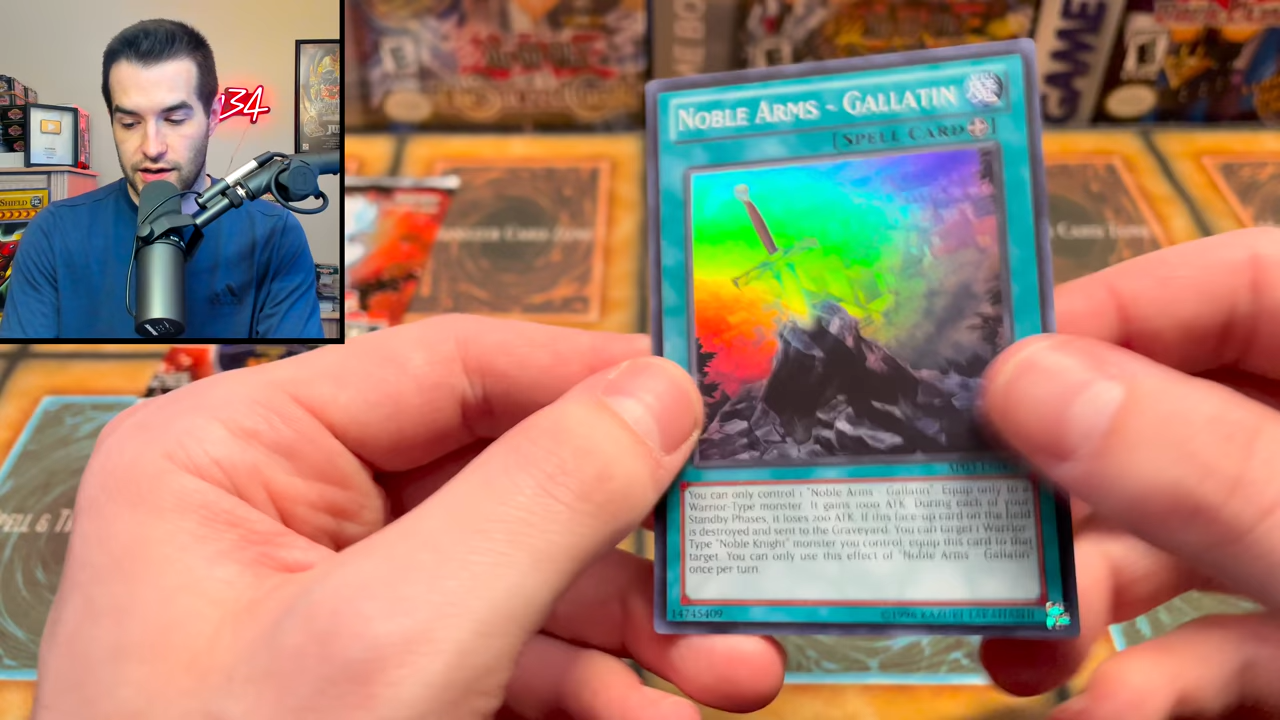 134
SHIELD
NOBLE ARMS - GALLATIN
[SPELL CARD]
You can only control 1 "Noble Arms - Gallatin". Equip only to a
Warrior-Type monster. It gains 1000 ATK. During each of your
Standby Phases, it loses 200 ATK. If this face-up card on the field
is destroyed and sent to the Graveyard: You can target 1 Warrior-
Type "Noble Knight" monster you control; equip this card to that
target. You can only use this effect of "Noble Arms - Gallatin"
once per turn.
14745409
©1996 KAZUKI TAKAHASHI
GAME